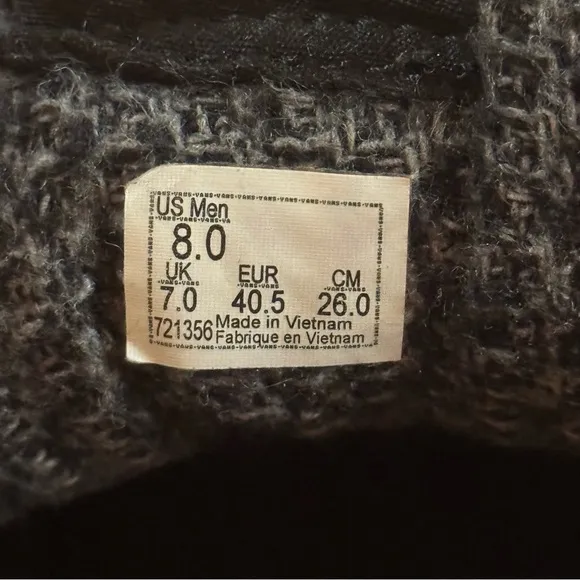 US Men
8.0
UK EUR CM
7.0 40.5 26.0
721356 Made in Vietnam
Fabrique en Vietnam